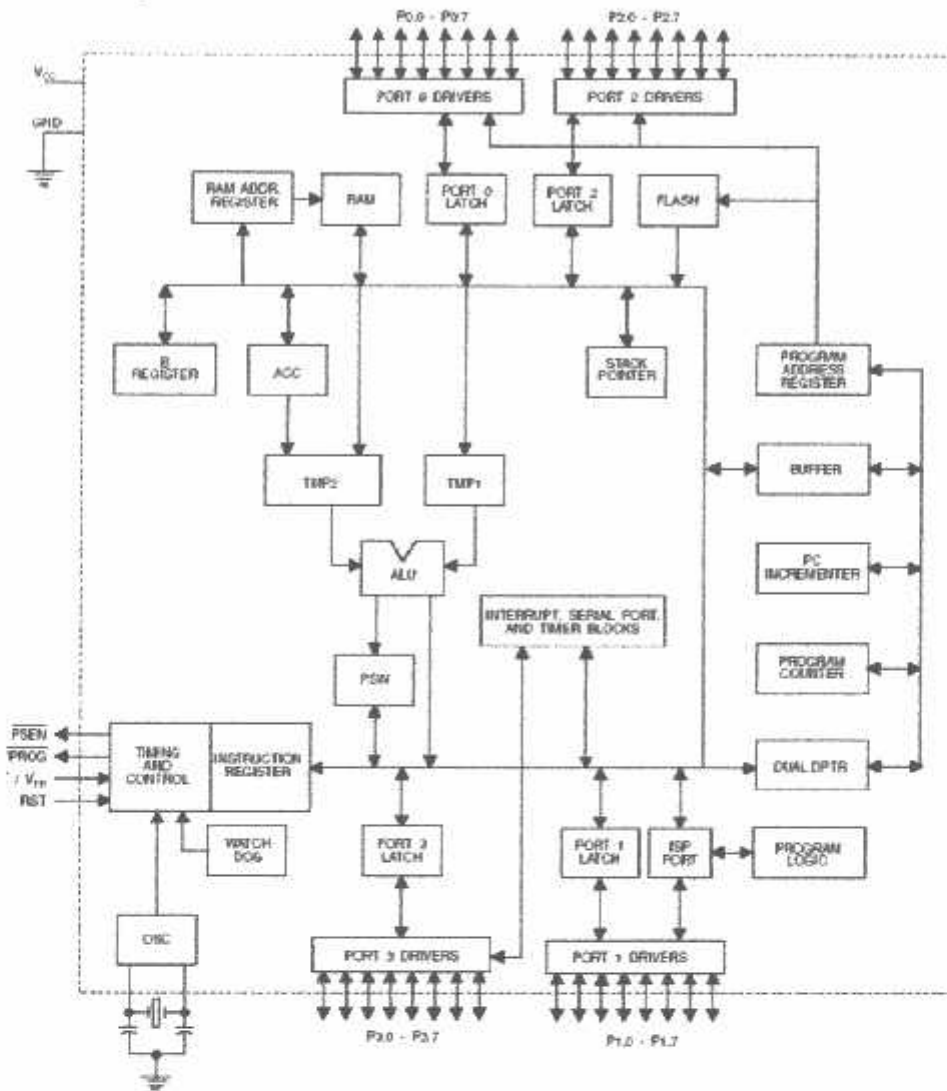 P0.0 - P0.7
P2.0 - P2.7
VCC
GND
PORT 0 DRIVERS
PORT 2 DRIVERS
RAM ADDR.
REGISTER
RAM
PORT 0
LATCH
PORT 2
LATCH
FLASH
B
REGISTER
ACC
STACK
POINTER
PROGRAM
ADDRESS
REGISTER
TMP2
TMP1
BUFFER
ALU
PC
INCREMENTER
INTERRUPT, SERIAL PORT,
AND TIMER BLOCKS
PSW
PROGRAM
COUNTER
PSEN
PROG
/ VPP
RST
TIMING
AND
CONTROL
INSTRUCTION
REGISTER
DUAL DPTR
WATCH
DOG
PORT 3
LATCH
PORT 1
LATCH
ISP
PORT
PROGRAM
LOGIC
OSC
PORT 3 DRIVERS
PORT 1 DRIVERS
P3.0 - P3.7
P1.0 - P1.7